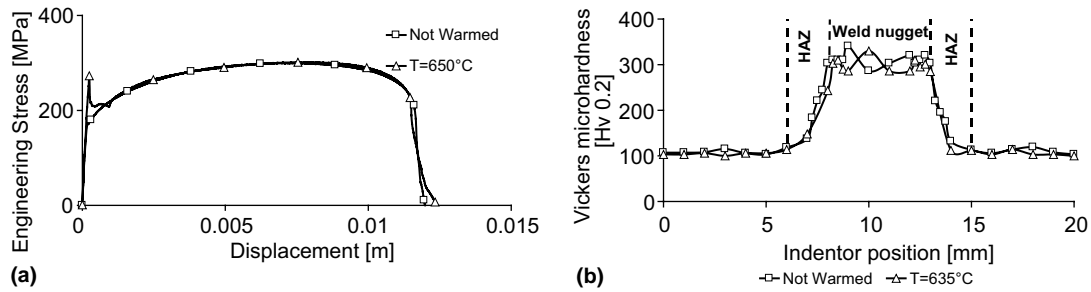 Engineering Stress [MPa]
400
300
200
100
0
0
0.005
0.01
0.015
Displacement [m]
Not Warmed
T=650°C
(a)
Vickers microhardness
[Hv 0.2]
400
300
200
100
0
HAZ
Weld nugget
HAZ
0
5
10
15
20
Indentor position [mm]
Not Warmed
T=635°C
(b)